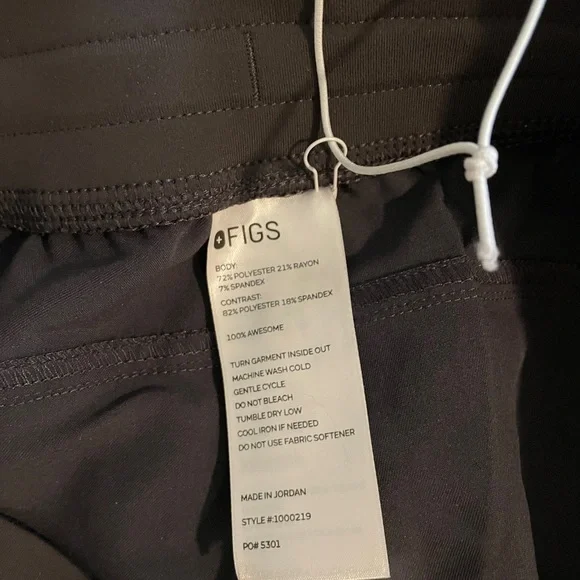 FIGS
BODY:
72% POLYESTER 21% RAYON
7% SPANDEX
CONTRAST:
82% POLYESTER 18% SPANDEX
100% AWESOME
TURN GARMENT INSIDE OUT
MACHINE WASH COLD
GENTLE CYCLE
DO NOT BLEACH
TUMBLE DRY LOW
COOL IRON IF NEEDED
DO NOT USE FABRIC SOFTENER
MADE IN JORDAN
STYLE #:1000219
PO# 5301